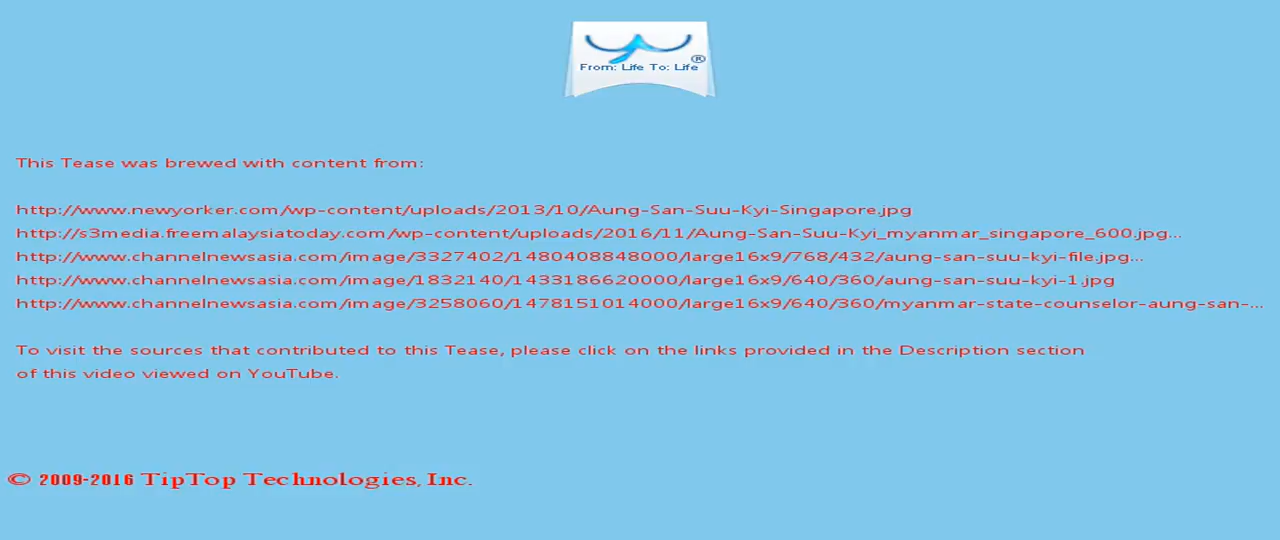 From: Life To: Life ®
This Tease was brewed with content from:
http://www.newyorker.com/wp-content/uploads/2013/10/Aung-San-Suu-Kyi-Singapore.jpg
http://s3media.freemalaysiatoday.com/wp-content/uploads/2016/11/Aung-San-Suu-Kyi_myanmar_singapore_600.jpg...
http://www.channelnewsasia.com/image/3327402/1480408848000/large16x9/768/432/aung-san-suu-kyi-file.jpg...
http://www.channelnewsasia.com/image/1832140/1433186620000/large16x9/640/360/aung-san-suu-kyi-1.jpg
http://www.channelnewsasia.com/image/3258060/1478151014000/large16x9/640/360/myanmar-state-counselor-aung-san-...
To visit the sources that contributed to this Tease, please click on the links provided in the Description section
of this video viewed on YouTube.
© 2009-2016 TipTop Technologies, Inc.